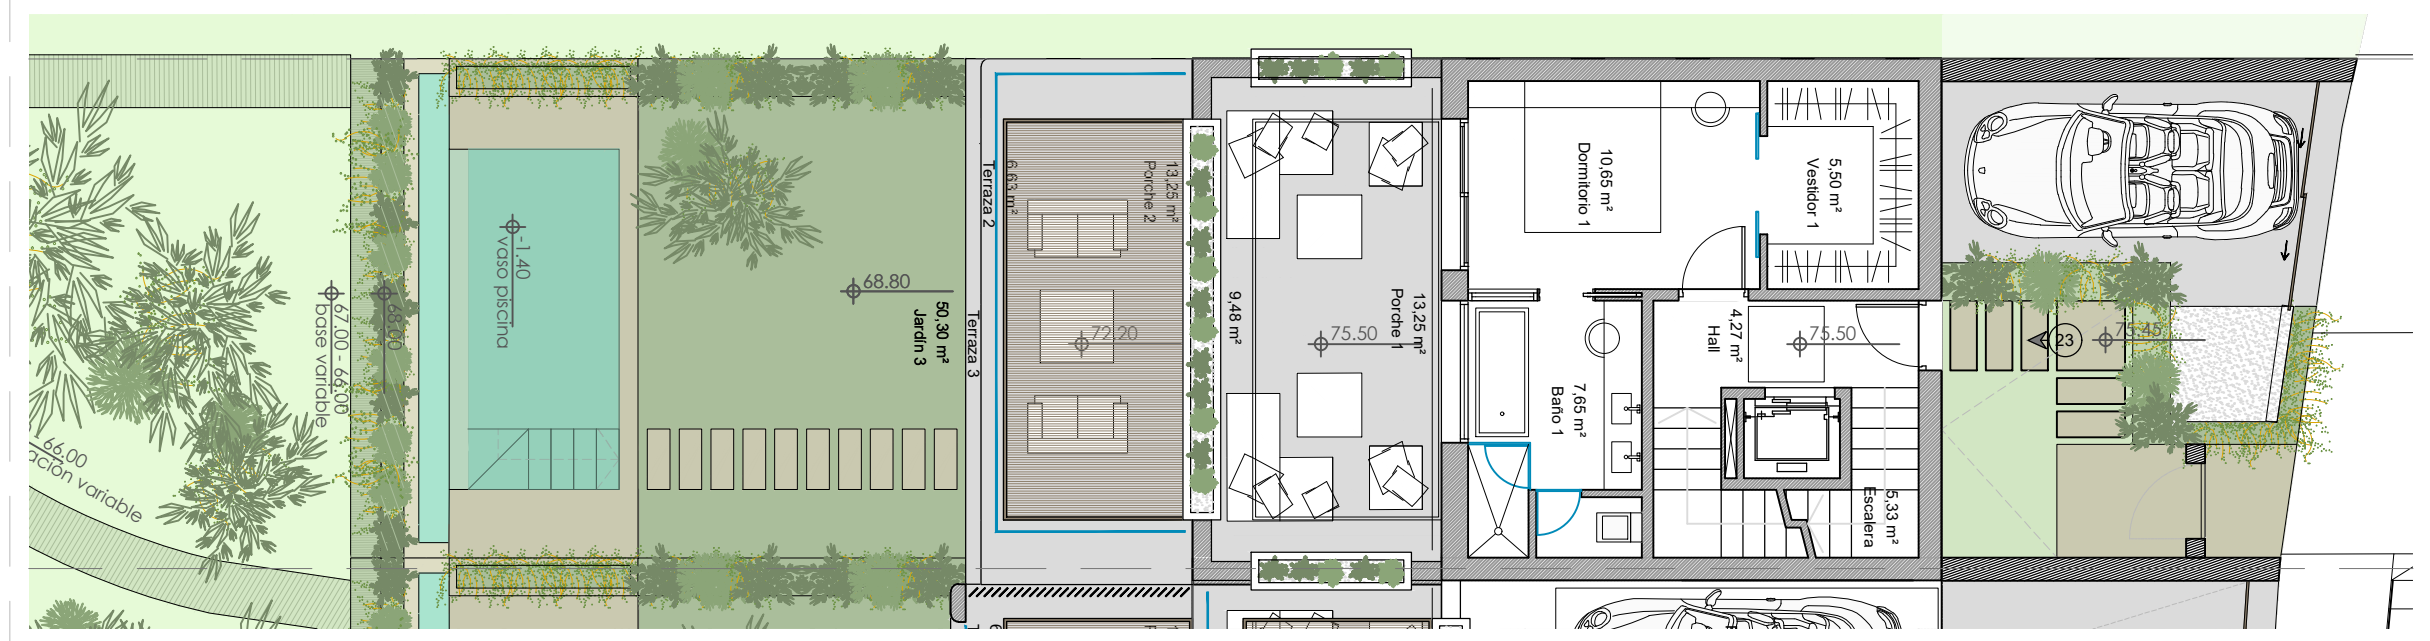 66.00
ación variable
67.00 - 66.00
base variable
68.00
-1.40
vaso piscina
68.80
50,30 m²
Jardín 3
Terraza 3
Terraza 2
6,63 m²
72.20
13,25 m²
Porche 2
9,48 m²
75.50
13,25 m²
Porche 1
10,65 m²
Dormitorio 1
5,50 m²
Vestidor 1
7,65 m²
Baño 1
4,27 m²
Hall
75.50
5,33 m²
Escalera
23
75.45